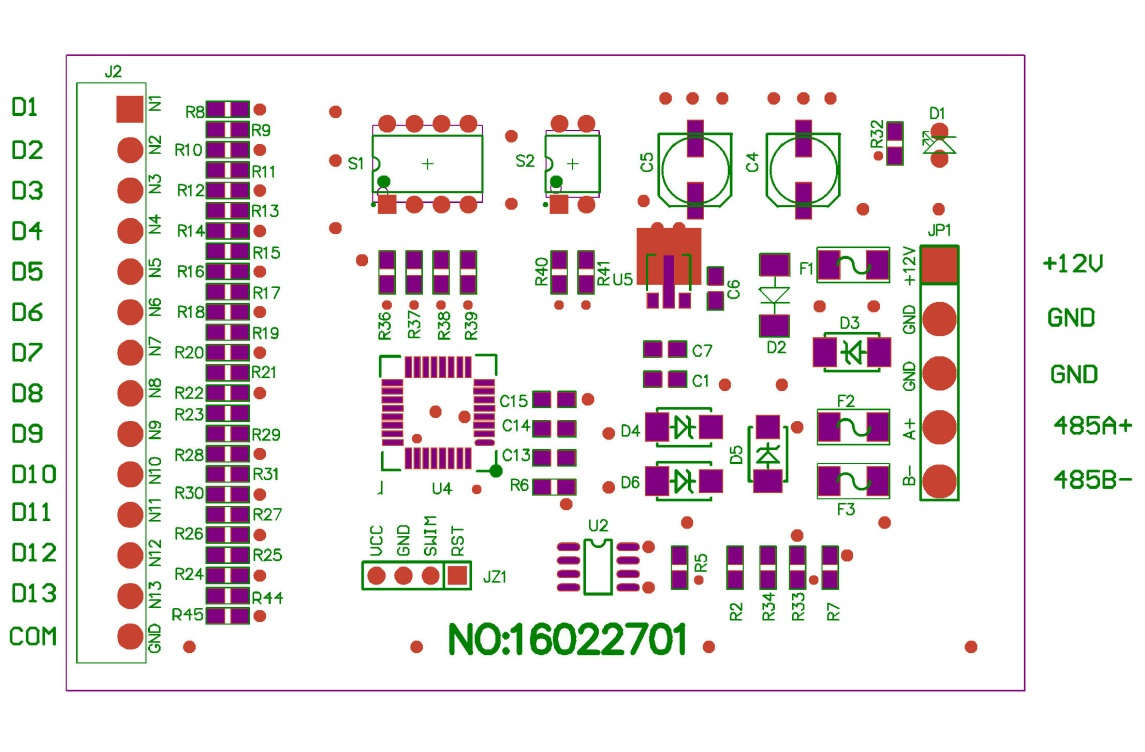 J2
D1
D2
D3
D4
D5
D6
D7
D8
D9
D10
D11
D12
D13
COM
N1
N2
N3
N4
N5
N6
N7
N8
N9
N10
N11
N12
N13
GND
R8
R9
R10
R11
R12
R13
R14
R15
R16
R17
R18
R19
R20
R21
R22
R23
R29
R28
R31
R30
R27
R26
R25
R24
R44
R45
S1
S2
C5
C4
R32
D1
R36
R37
R38
R39
R40
R41
U5
C6
D2
F1
JP1
+12V
GND
GND
A+
B-
+12V
GND
GND
485A+
485B-
D3
C7
C1
C15
C14
C13
R6
U4
D4
D6
D5
F2
F3
VCC
GND
SWIM
RST
JZ1
U2
R5
R2
R34
R33
R7
NO:16022701